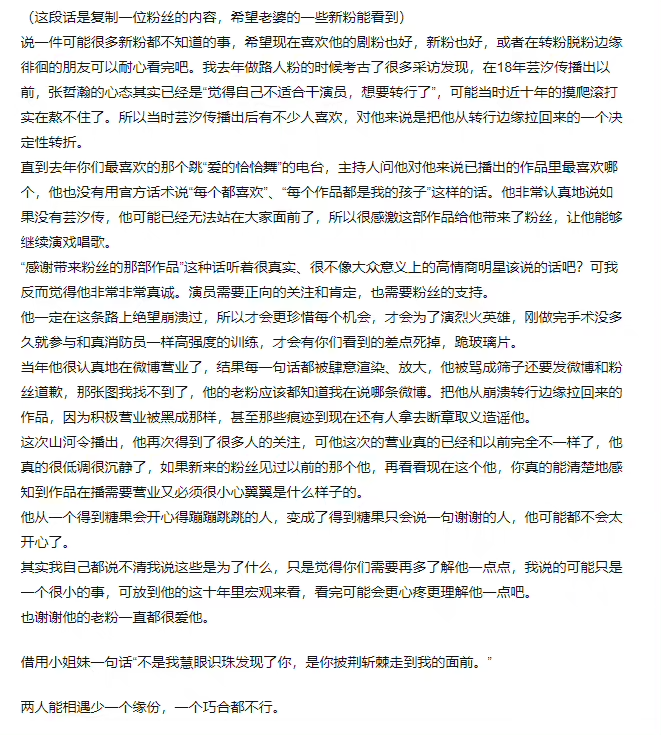 （这段话是复制一位粉丝的内容，希望老婆的一些新粉能看到）
说一件可能很多新粉都不知道的事，希望现在喜欢他的剧粉也好，新粉也好，或者在转粉脱粉边缘
徘徊的朋友可以耐心看完吧。我去年做路人粉的时候考古了很多采访发现，在18年芸汐传播出以
前，张哲瀚的心态其实已经是“觉得自己不适合干演员，想要转行了”，可能当时近十年的摸爬滚打
实在熬不住了。所以当时芸汐传播出后有不少人喜欢，对他来说是把他从转行边缘拉回来的一个决
定性转折。
直到去年你们最喜欢的那个跳“爱的恰恰舞”的电台，主持人问他对他来说已播出的作品里最喜欢哪
个，他也没有用官方话术说“每个都喜欢”、“每个作品都是我的孩子”这样的话。他非常认真地说如
果没有芸汐传，他可能已经无法站在大家面前了，所以很感激这部作品给他带来了粉丝，让他能够
继续演戏唱歌。
“感谢带来粉丝的那部作品”这种话听着很真实、很不像大众意义上的高情商明星该说的话吧？可我
反而觉得他非常非常真诚。演员需要正向的关注和肯定，也需要粉丝的支持。
他一定在这条路上绝望崩溃过，所以才会更珍惜每个机会，才会为了演烈火英雄，刚做完手术没多
久就参与和真消防员一样高强度的训练，才会有你们看到的差点死掉，跪玻璃片。
当年他很认真地在微博营业了，结果每一句话都被肆意渲染、放大，他被骂成筛子还要发微博和粉
丝道歉，那张图我找不到了，他的老粉应该都知道我在说哪条微博。把他从崩溃转行边缘拉回来的
作品，因为积极营业被黑成那样，甚至那些痕迹到现在还有人拿去断章取义造谣他。
这次山河令播出，他再次得到了很多人的关注，可他这次的营业真的已经和以前完全不一样了，他
真的很低调很沉静了，如果新来的粉丝见过以前的那个他，再看看现在这个他，你真的能清楚地感
知到作品在播需要营业又必须很小心翼翼是什么样子的。
他从一个得到糖果会开心得蹦蹦跳跳的人，变成了得到糖果只会说一句谢谢的人，他可能都不会太
开心了。
其实我自己都说不清我说这些是为了什么，只是觉得你们需要再多了解他一点点，我说的可能只是
一个很小的事，可放到他的这十年里宏观来看，看完可能会更心疼更理解他一点吧。
也谢谢他的老粉一直都很爱他。
借用小姐妹一句话“不是我慧眼识珠发现了你，是你披荆斩棘走到我的面前。”
两人能相遇少一个缘份，一个巧合都不行。